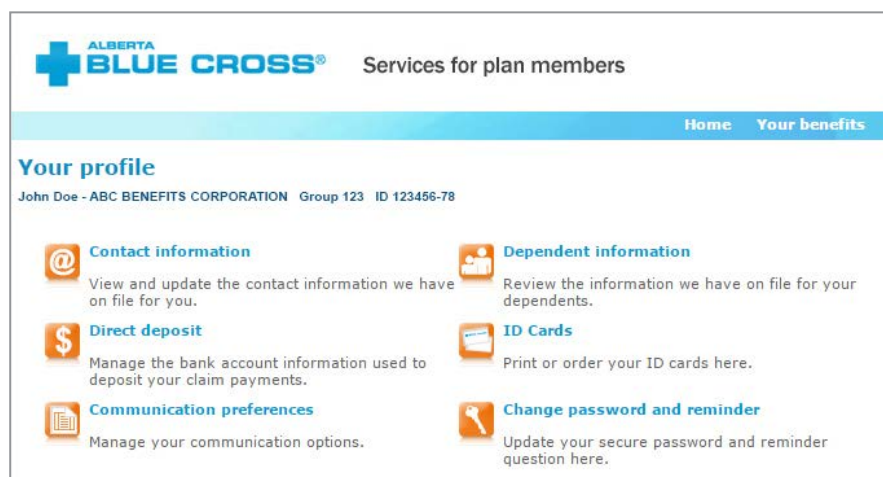 ALBERTA
BLUE CROSS®
Services for plan members
Home Your benefits
Your profile
John Doe - ABC BENEFITS CORPORATION Group 123 ID 123456-78
@
Contact information
View and update the contact information we have
on file for you.
Dependent information
Review the information we have on file for your
dependents.
$
Direct deposit
Manage the bank account information used to
deposit your claim payments.
ID Cards
Print or order your ID cards here.
Communication preferences
Manage your communication options.
Change password and reminder
Update your secure password and reminder
question here.